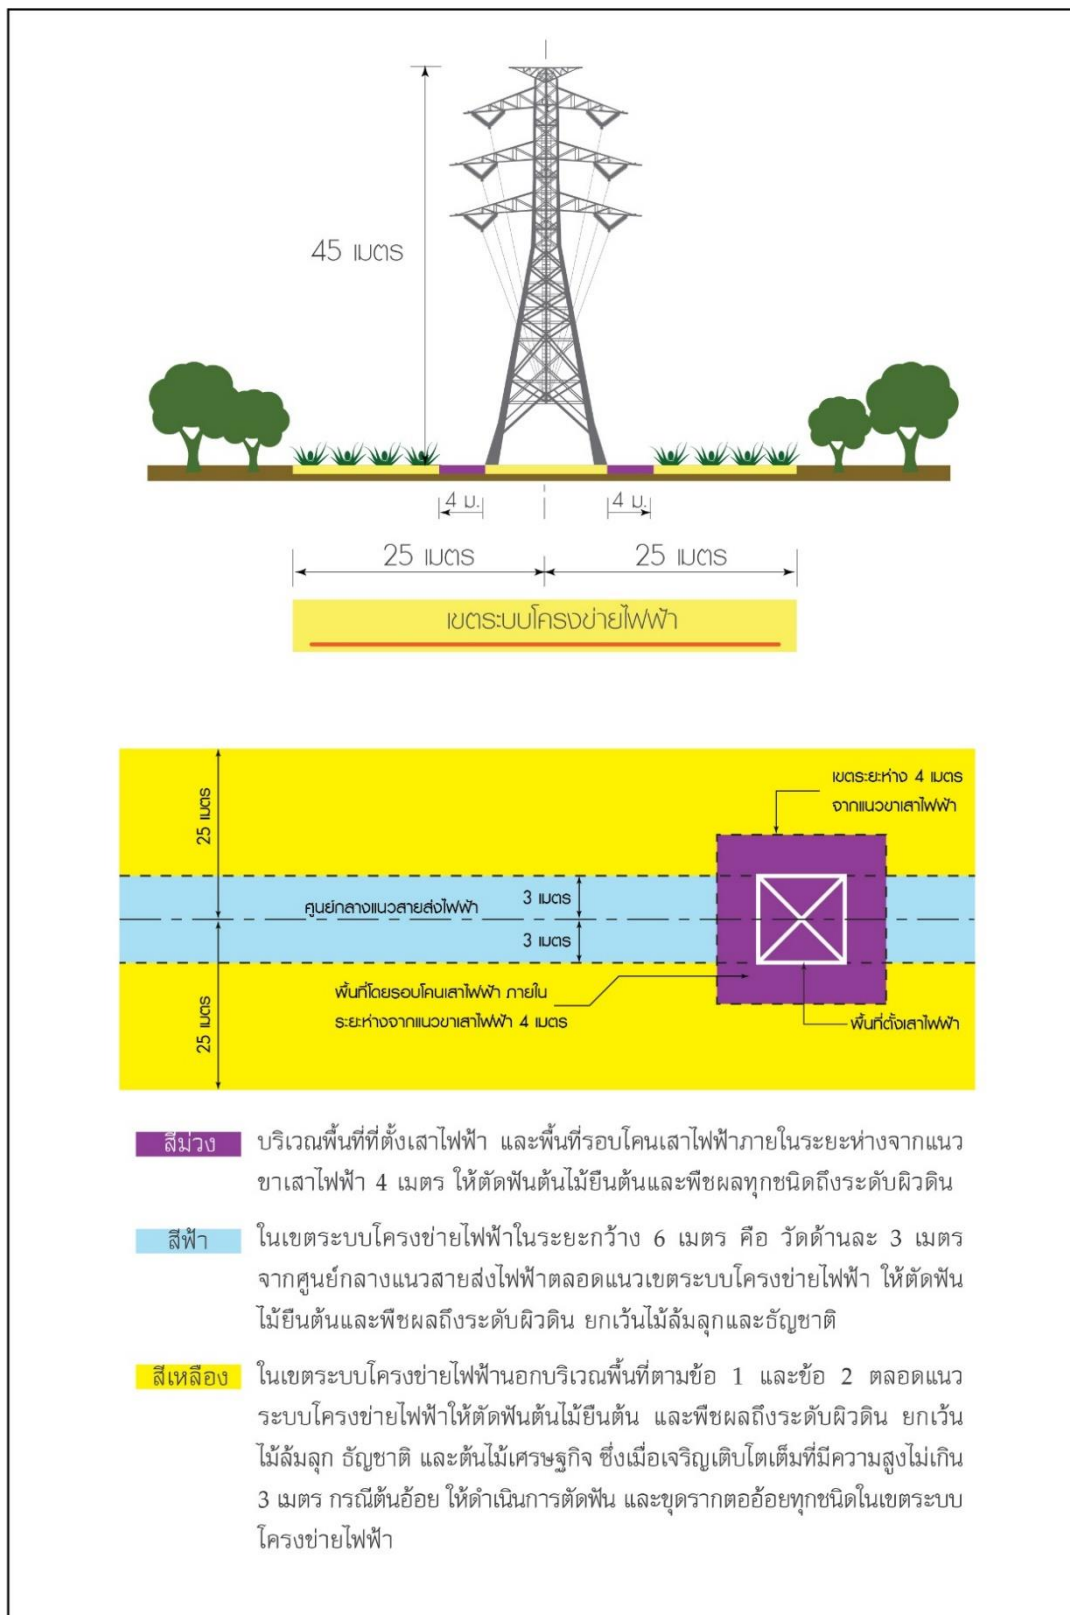 45 เมตร
4 ม.
4 ม.
25 เมตร
25 เมตร
เขตระบบโครงข่ายไฟฟ้า
25 เมตร
เขตระยะห่าง 4 เมตร
จากแนวขาเสาไฟฟ้า
ศูนย์กลางแนวสายส่งไฟฟ้า
3 เมตร
3 เมตร
พื้นที่โดยรอบโคนเสาไฟฟ้า ภายใน
ระยะห่างจากแนวขาเสาไฟฟ้า 4 เมตร
พื้นที่ตั้งเสาไฟฟ้า
25 เมตร
สีม่วง บริเวณพื้นที่ที่ตั้งเสาไฟฟ้า และพื้นที่รอบโคนเสาไฟฟ้าภายในระยะห่างจากแนว
ขาเสาไฟฟ้า 4 เมตร ให้ตัดฟันต้นไม้ยืนต้นและพืชผลทุกชนิดถึงระดับผิวดิน
สีฟ้า ในเขตระบบโครงข่ายไฟฟ้าในระยะกว้าง 6 เมตร คือ วัดด้านละ 3 เมตร
จากศูนย์กลางแนวสายส่งไฟฟ้าตลอดแนวเขตระบบโครงข่ายไฟฟ้า ให้ตัดฟัน
ไม้ยืนต้นและพืชผลถึงระดับผิวดิน ยกเว้นไม้ล้มลุกและธัญชาติ
สีเหลือง ในเขตระบบโครงข่ายไฟฟ้านอกบริเวณพื้นที่ตามข้อ 1 และข้อ 2 ตลอดแนว
ระบบโครงข่ายไฟฟ้าให้ตัดฟันต้นไม้ยืนต้น และพืชผลถึงระดับผิวดิน ยกเว้น
ไม้ล้มลุก ธัญชาติ และต้นไม้เศรษฐกิจ ซึ่งเมื่อเจริญเติบโตเต็มที่มีความสูงไม่เกิน
3 เมตร กรณีต้นอ้อย ให้ดำเนินการตัดฟัน และขุดรากตออ้อยทุกชนิดในเขตระบบ
โครงข่ายไฟฟ้า